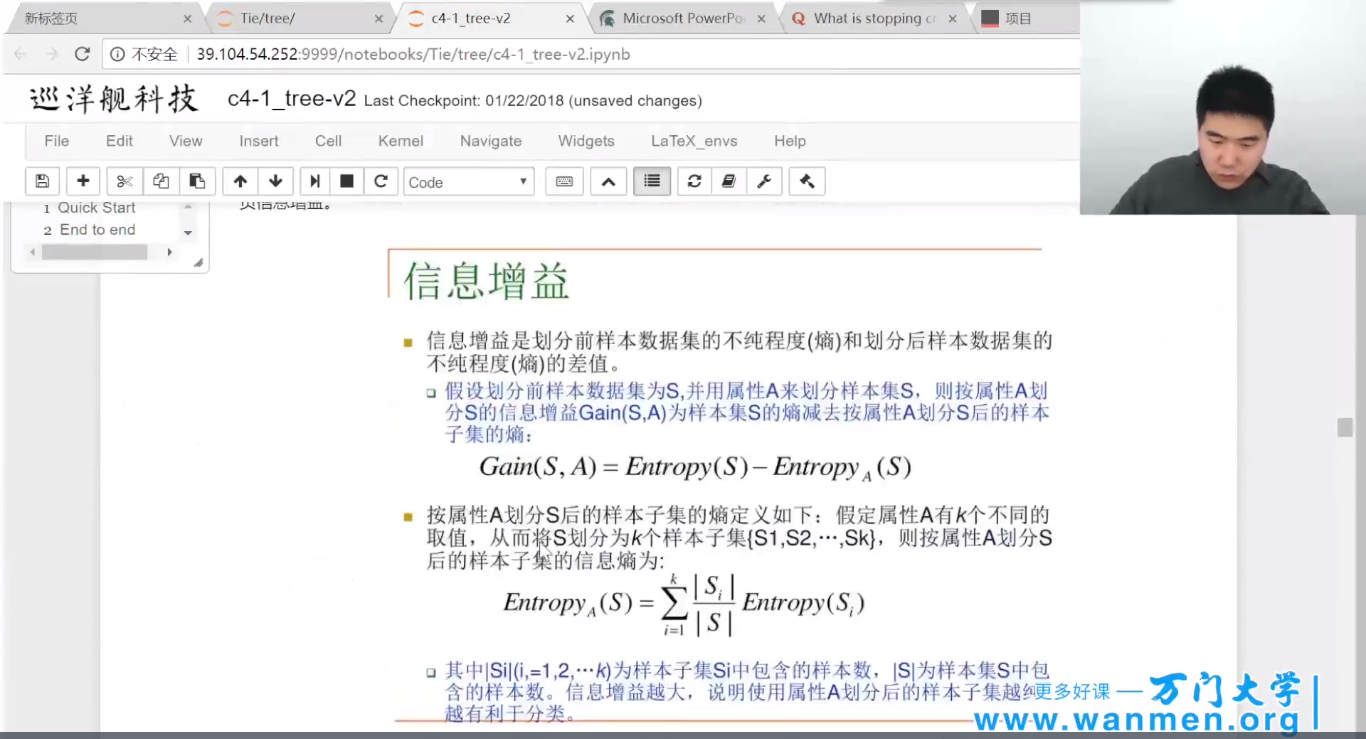 新标签页
Tie/tree/
c4-1_tree-v2
Microsoft PowerPo
What is stopping cr
项目
不安全
39.104.54.252:9999/notebooks/Tie/tree/c4-1_tree-v2.ipynb
巡洋舰科技
c4-1_tree-v2 Last Checkpoint: 01/22/2018 (unsaved changes)
File Edit View Insert Cell Kernel Navigate Widgets LaTeX_envs Help
Code
1 Quick Start
2 End to end
信息增益
信息增益是划分前样本数据集的不纯程度(熵)和划分后样本数据集的
不纯程度(熵)的差值。
假设划分前样本数据集为S,并用属性A来划分样本集S，则按属性A划
分S的信息增益Gain(S,A)为样本集S的熵减去按属性A划分S后的样本
子集的熵：
Gain(S, A) = Entropy(S) − Entropy_A(S)
按属性A划分S后的样本子集的熵定义如下：假定属性A有k个不同的
取值，从而将S划分为k个样本子集{S1,S2,⋯,Sk}，则按属性A划分S
后的样本子集的信息熵为:
Entropy_A(S) = ∑_{i=1}^{k} |S_i| / |S| Entropy(S_i)
其中|Si|(i,=1,2,⋯k)为样本子集Si中包含的样本数，|S|为样本集S中包
含的样本数。信息增益越大，说明使用属性A划分后的样本子集越纯
越有利于分类。
更多好课 — 万门大学
www.wanmen.org